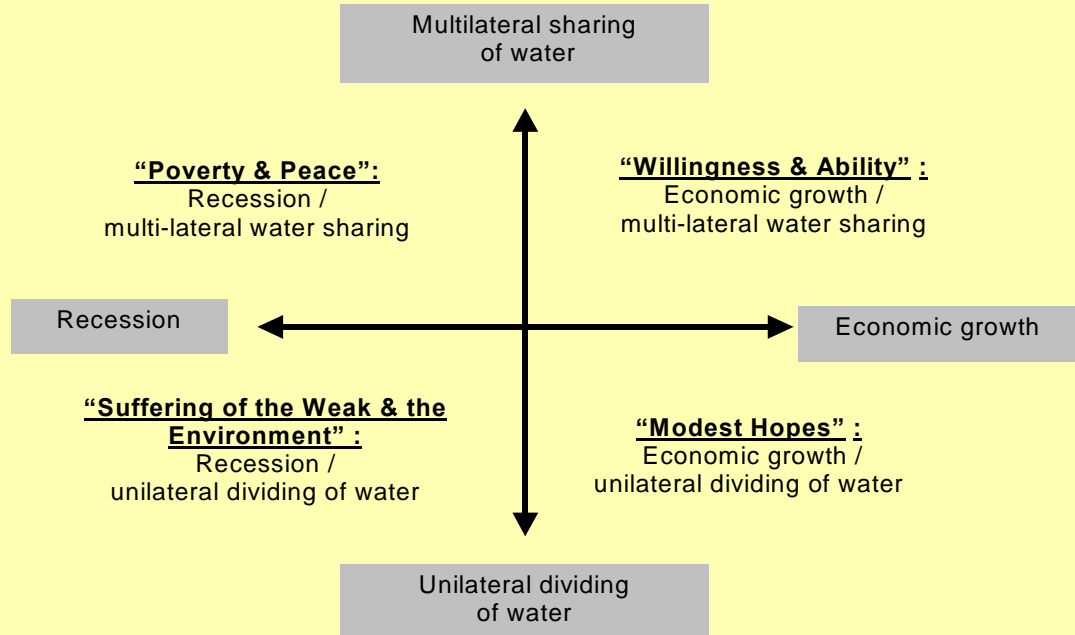 Multilateral sharing
of water
“Poverty & Peace”:
Recession /
multi-lateral water sharing
“Willingness & Ability” :
Economic growth /
multi-lateral water sharing
Recession
Economic growth
“Suffering of the Weak & the
Environment” :
Recession /
unilateral dividing of water
“Modest Hopes” :
Economic growth /
unilateral dividing of water
Unilateral dividing
of water